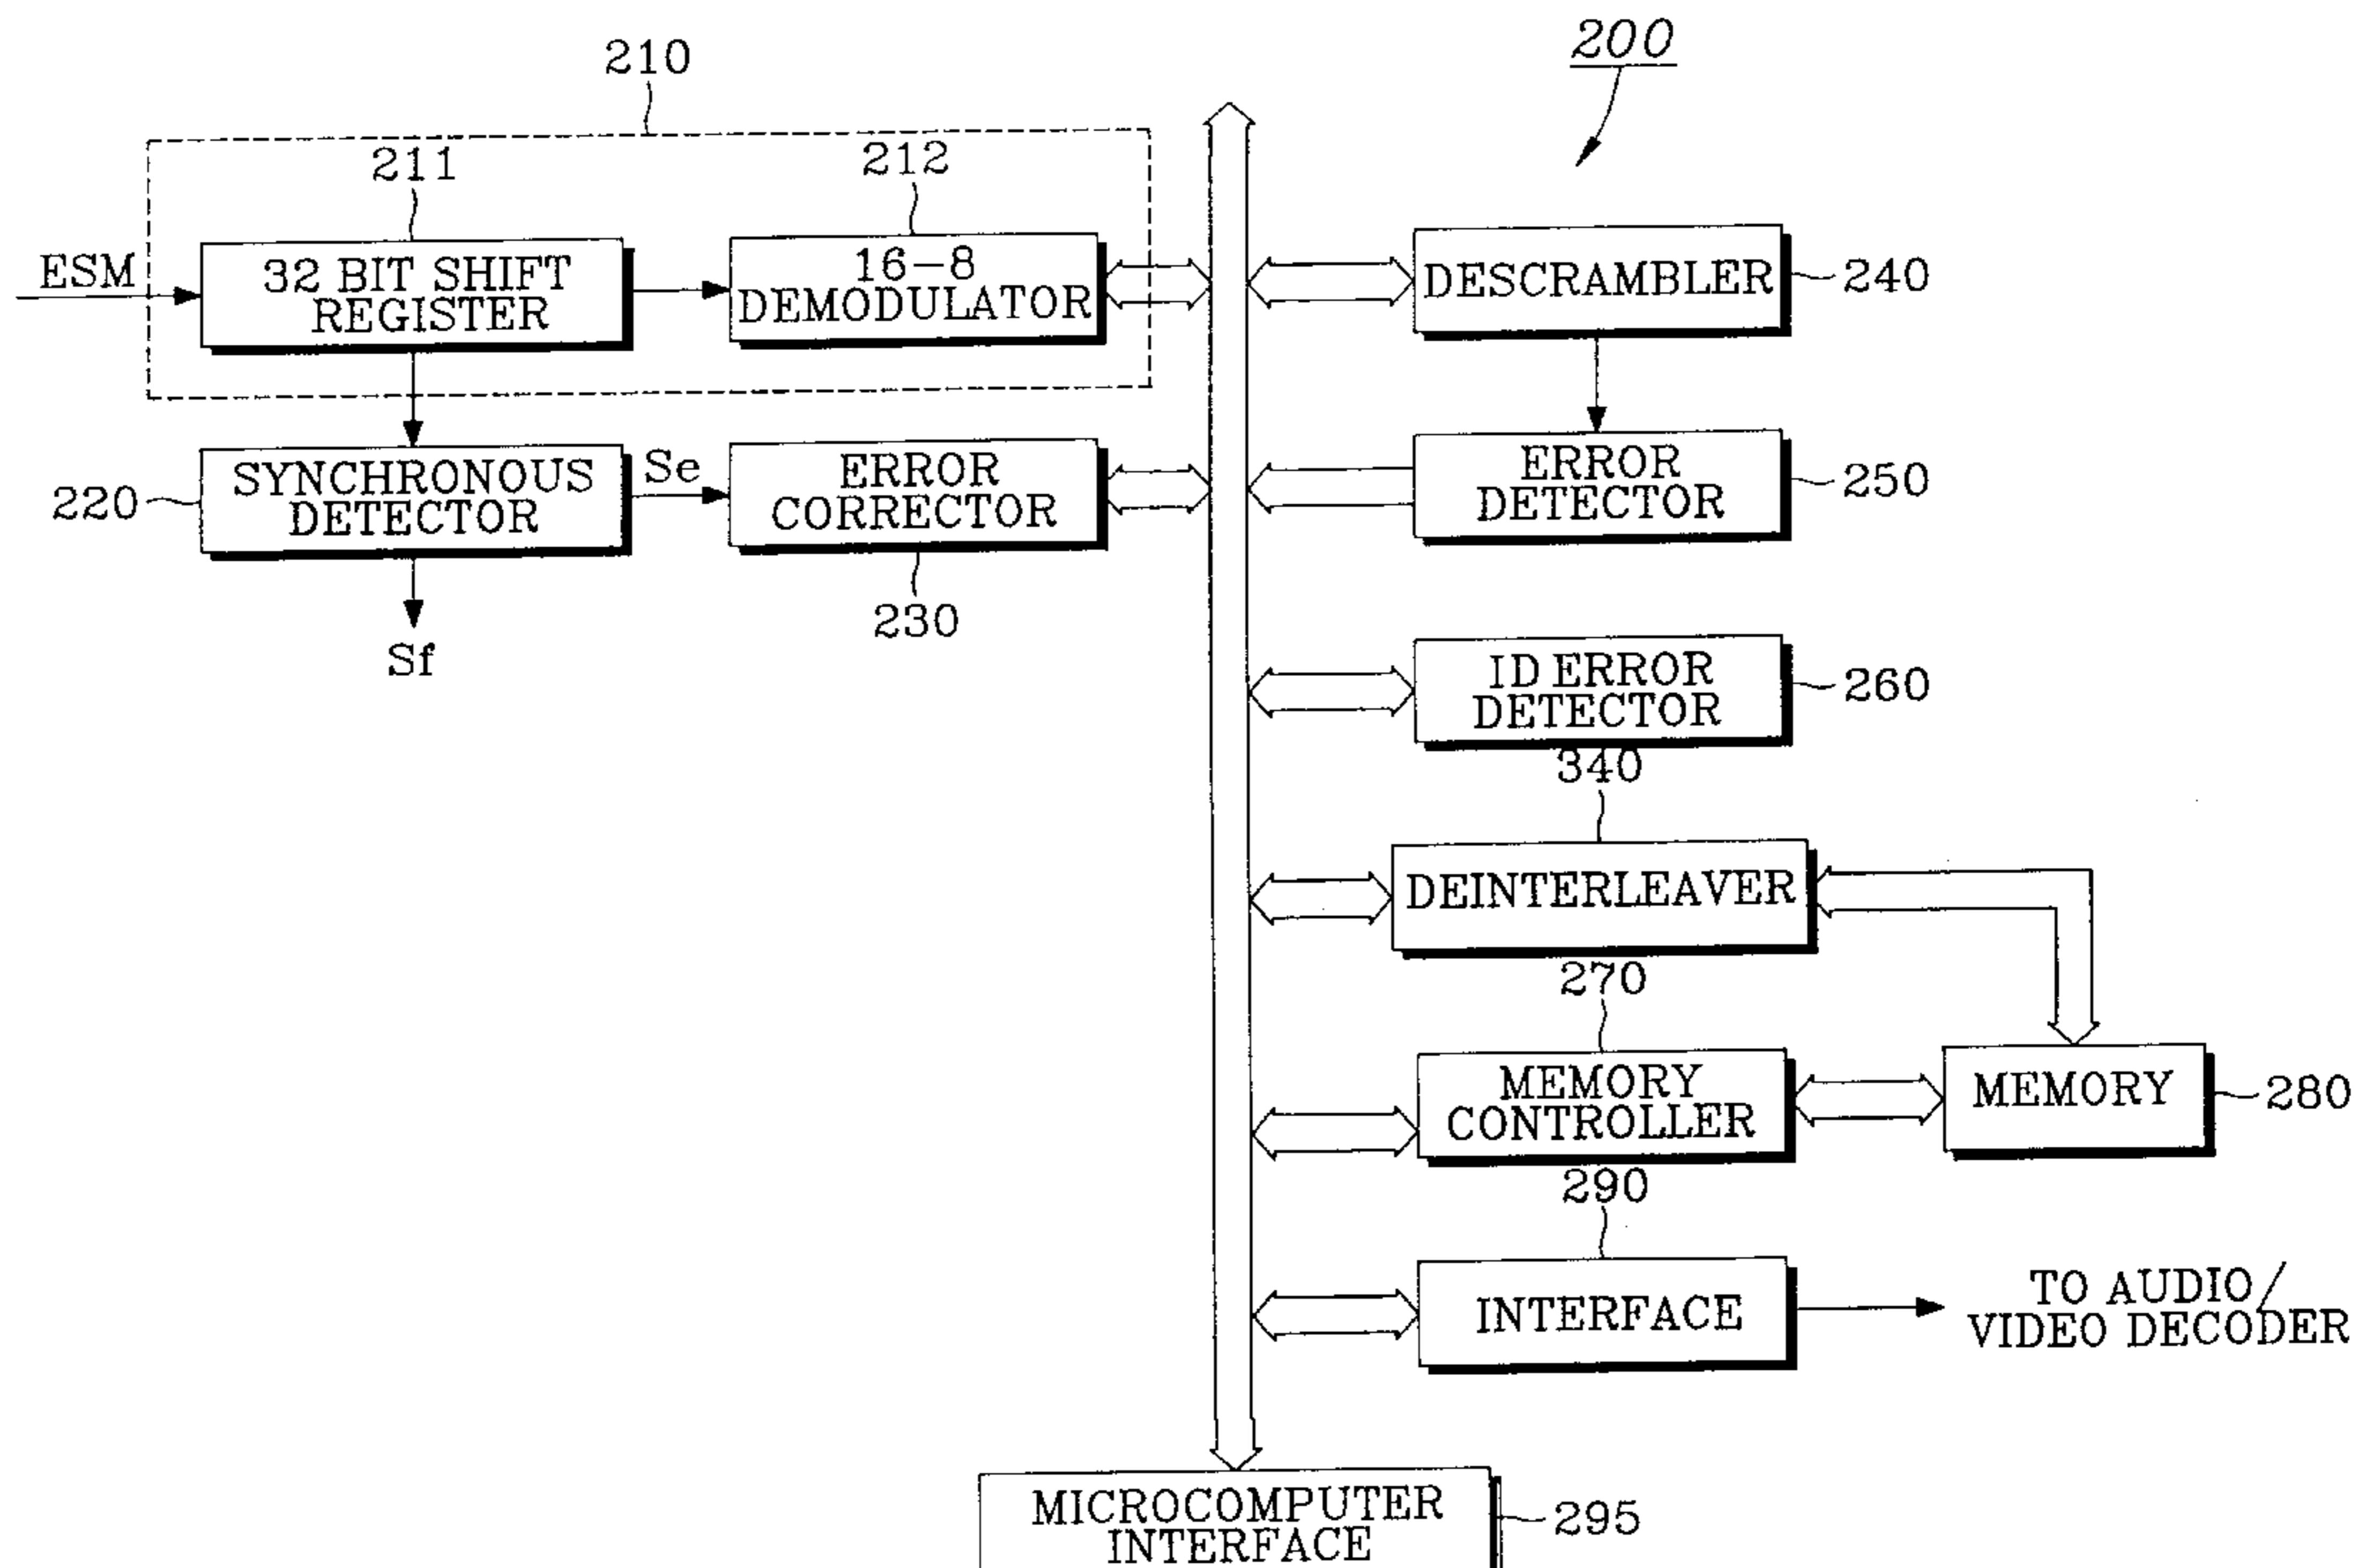 200
210
211
212
ESM
32 BIT SHIFT
REGISTER
16-8
DEMODULATOR
DESCRAMBLER
240
220
SYNCHRONOUS
DETECTOR
Se
ERROR
CORRECTOR
230
Sf
ERROR
DETECTOR
250
ID ERROR
DETECTOR
260
340
DEINTERLEAVER
270
MEMORY
CONTROLLER
MEMORY
280
290
INTERFACE
TO AUDIO/
VIDEO DECODER
MICROCOMPUTER
INTERFACE
295